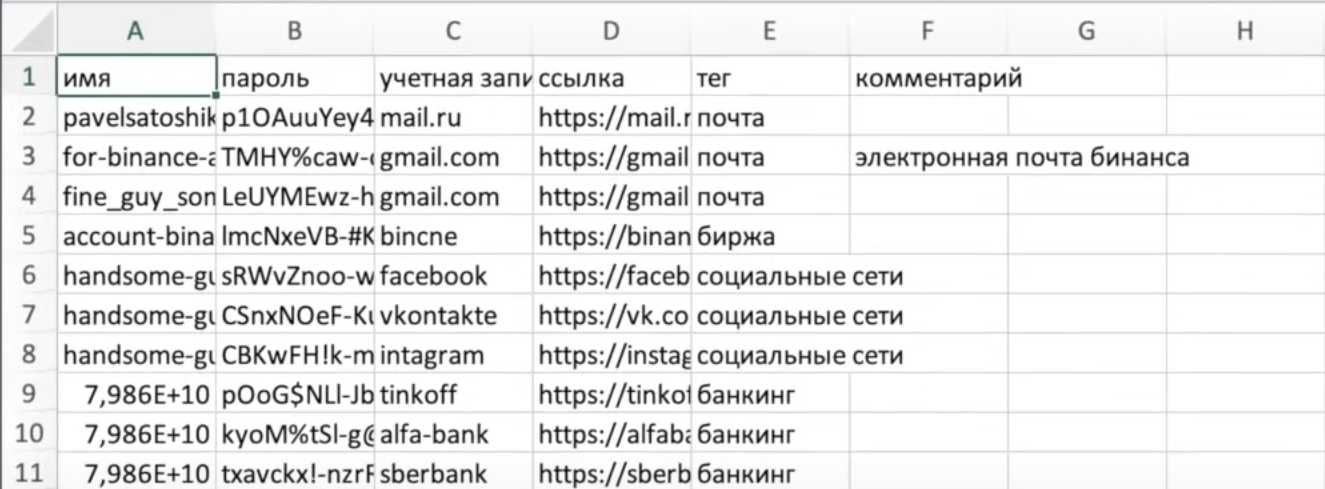 A B C D E F G H
1 имя пароль учетная запи ссылка тег комментарий
2 pavelsatoshik p1OAuuYey4 mail.ru https://mail.r почта
3 for-binance-a TMHY%caw- gmail.com https://gmail почта электронная почта бинанса
4 fine_guy_son LeUYMEwz-h gmail.com https://gmail почта
5 account-bina lmcNxeVB-#K bincne https://binan биржа
6 handsome-gu sRWvZnoo-w facebook https://faceb социальные сети
7 handsome-gu CSnxNOeF-Ku vkontakte https://vk.co социальные сети
8 handsome-gu CBKwFH!k-m intagram https://instag социальные сети
9 7,986E+10 pOoG$NLl-Jb tinkoff https://tinkof банкинг
10 7,986E+10 kyoM%tSl-g@ alfa-bank https://alfaba банкинг
11 7,986E+10 txavckx!-nzrF sberbank https://sberb банкинг